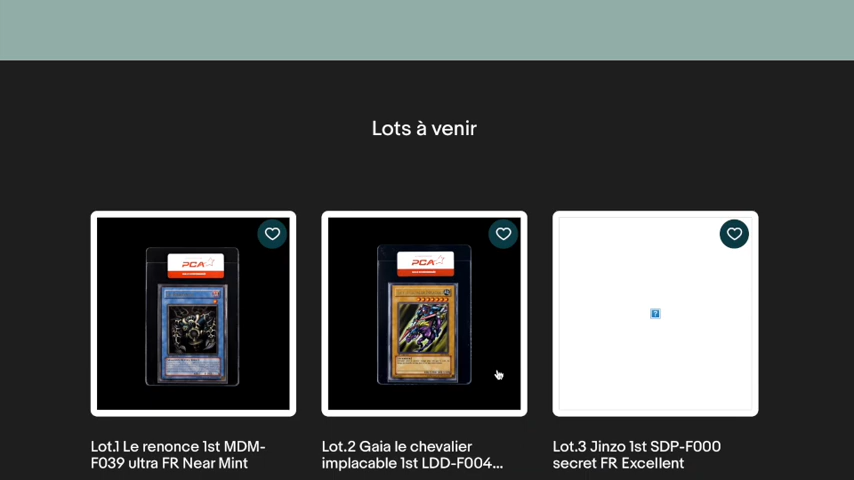 Lots à venir
PCA
PCA
Lot.1 Le renonce 1st MDM-
F039 ultra FR Near Mint
Lot.2 Gaia le chevalier
implacable 1st LDD-F004...
Lot.3 Jinzo 1st SDP-F000
secret FR Excellent